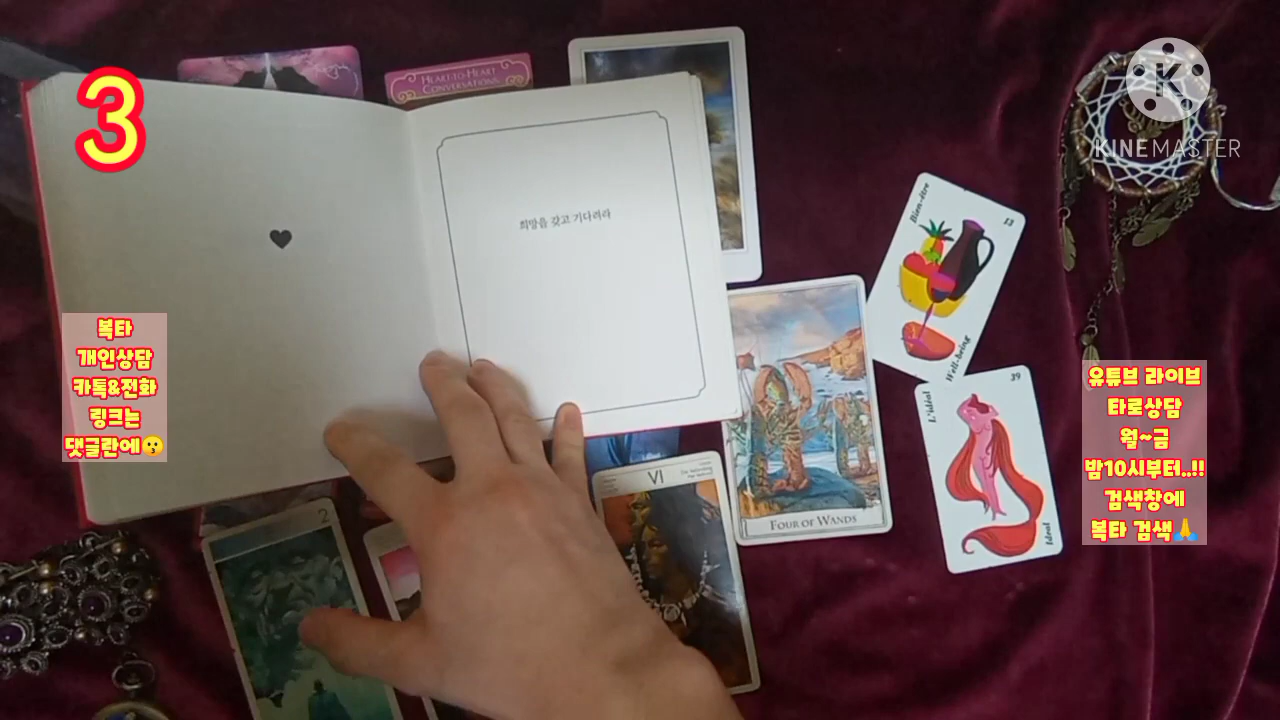 3
HEART-TO-HEART
CONVERSATIONS
희망을 갖고 기다려라
복타
개인상담
카톡&전화
링크는
댓글란에😗
K
KINEMASTER
Bien-être
13
Well-being
39
L'idéal
Idéal
유튜브 라이브
타로상담
월~금
밤10시부터..!!
검색창에
복타 검색🙏
FOUR OF WANDS
VI
2